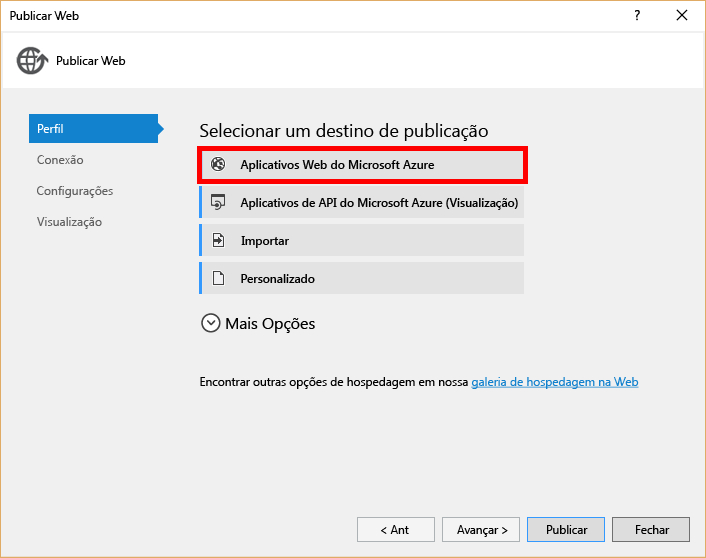 Publicar Web
?
Publicar Web
Perfil
Conexão
Configurações
Visualização
Selecionar um destino de publicação
Aplicativos Web do Microsoft Azure
Aplicativos de API do Microsoft Azure (Visualização)
Importar
Personalizado
Mais Opções
Encontrar outras opções de hospedagem em nossa galeria de hospedagem na Web
< Ant
Avançar >
Publicar
Fechar